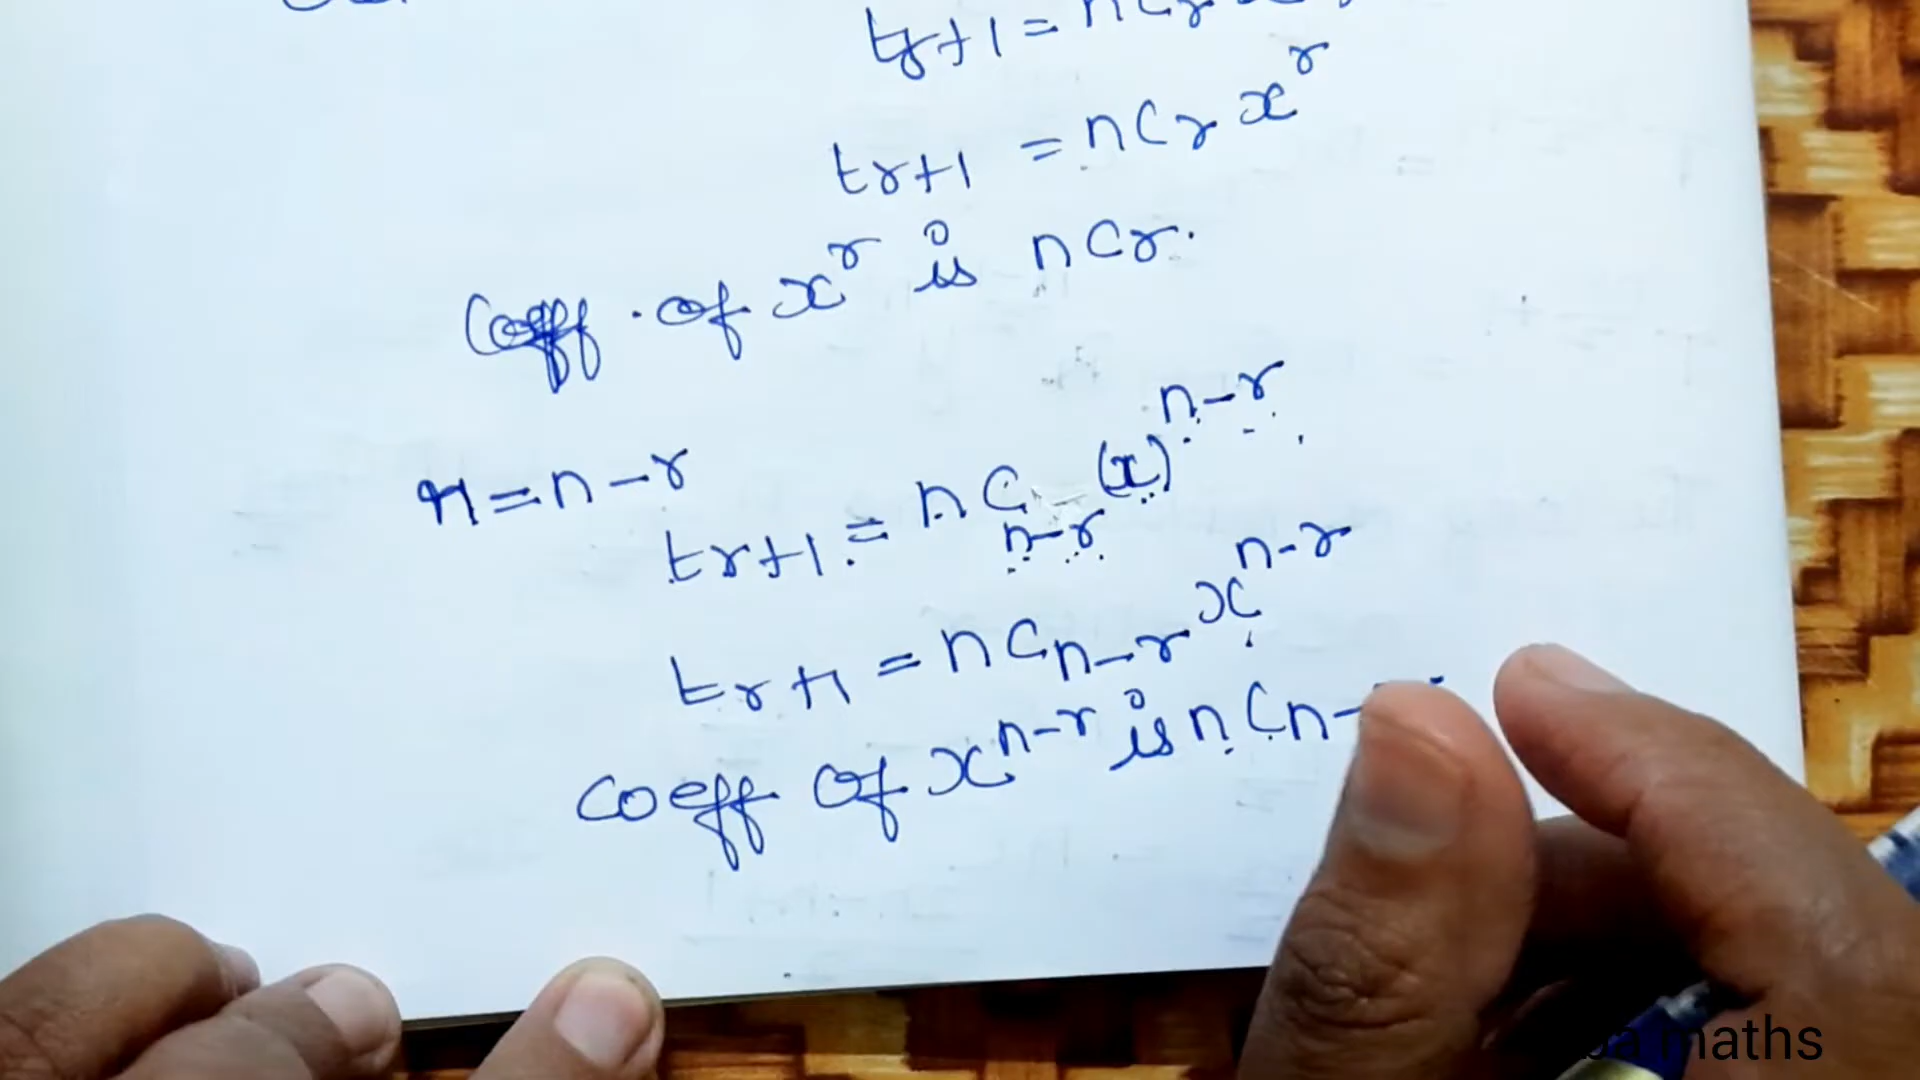 tr+1 = nCr
tr+1 = nCr x^r
Coeff. of x^r is nCr.
r=n-r
tr+1 = nC n-r (x)^n-r
tr+1 = nCn-r x^n-r
coeff of x^n-r is nCn-
maths